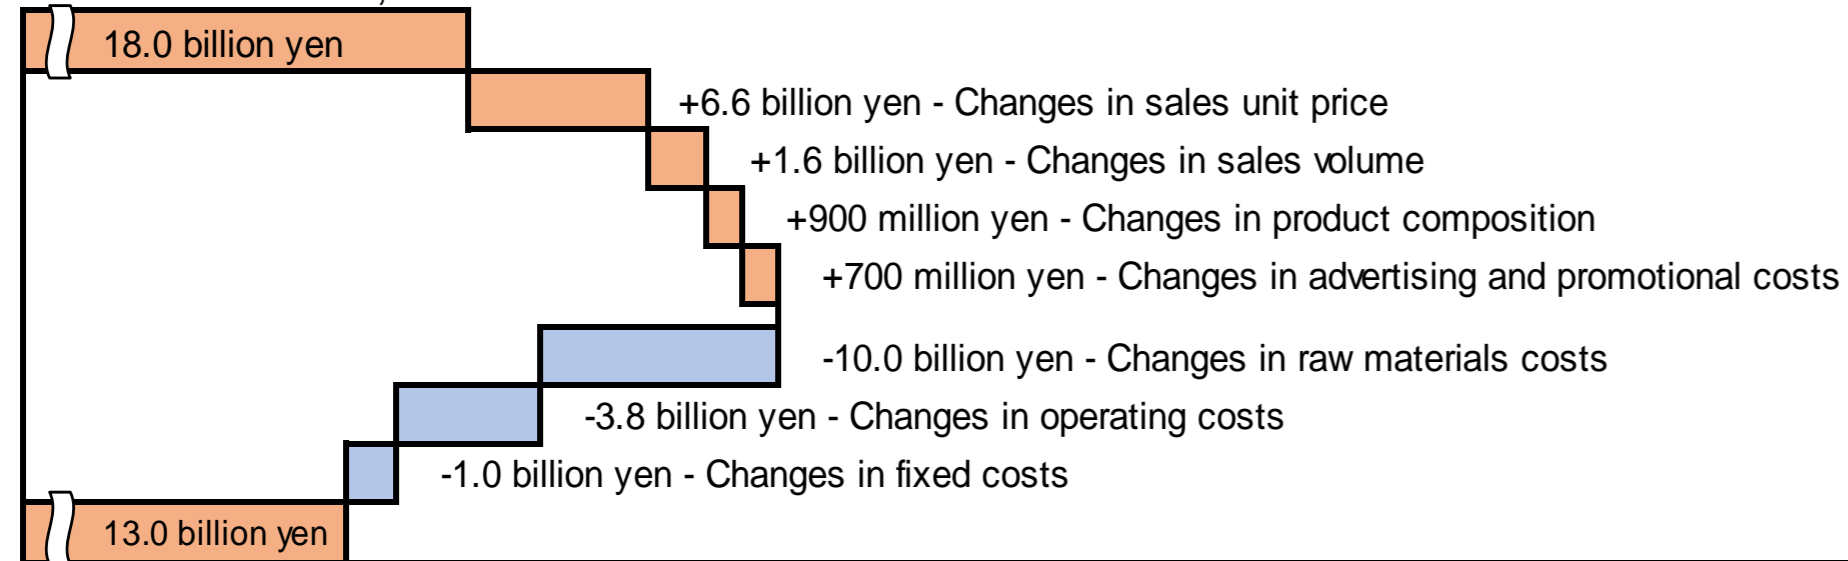 18.0 billion yen
+6.6 billion yen - Changes in sales unit price
+1.6 billion yen - Changes in sales volume
+900 million yen - Changes in product composition
+700 million yen - Changes in advertising and promotional costs
-10.0 billion yen - Changes in raw materials costs
-3.8 billion yen - Changes in operating costs
-1.0 billion yen - Changes in fixed costs
13.0 billion yen